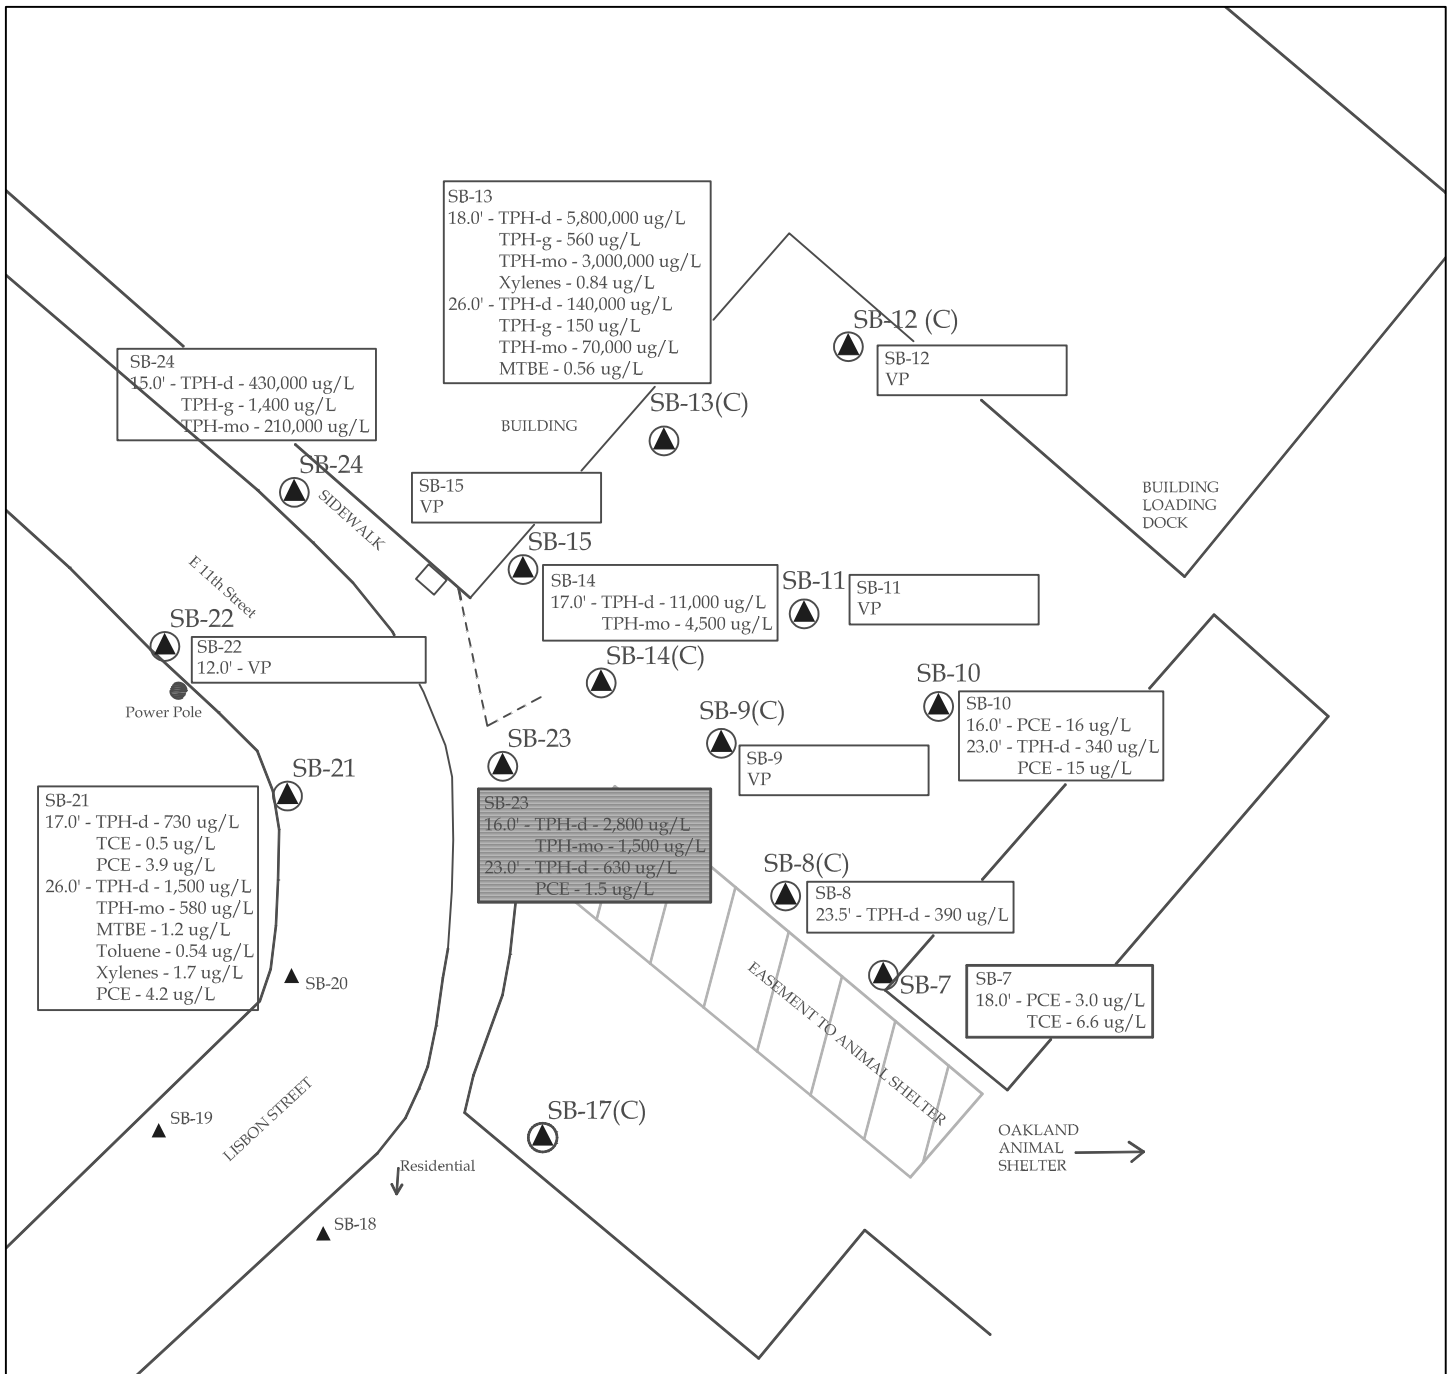 SB-13
18.0' - TPH-d - 5,800,000 ug/L
TPH-g - 560 ug/L
TPH-mo - 3,000,000 ug/L
Xylenes - 0.84 ug/L
26.0' - TPH-d - 140,000 ug/L
TPH-g - 150 ug/L
TPH-mo - 70,000 ug/L
MTBE - 0.56 ug/L
SB-12 (C)
SB-12
VP
SB-24
15.0' - TPH-d - 430,000 ug/L
TPH-g - 1,400 ug/L
TPH-mo - 210,000 ug/L
SB-13(C)
BUILDING
SB-24
SIDEWALK
SB-15
VP
BUILDING
LOADING
DOCK
SB-15
E 11th Street
SB-14
17.0' - TPH-d - 11,000 ug/L
TPH-mo - 4,500 ug/L
SB-11
SB-11
VP
SB-22
SB-22
12.0' - VP
Power Pole
SB-14(C)
SB-10
SB-10
16.0' - PCE - 16 ug/L
23.0' - TPH-d - 340 ug/L
PCE - 15 ug/L
SB-9(C)
SB-9
VP
SB-23
SB-23
16.0' - TPH-d - 2,800 ug/L
TPH-mo - 1,500 ug/L
23.0' - TPH-d - 630 ug/L
PCE - 1.5 ug/L
SB-21
SB-21
17.0' - TPH-d - 730 ug/L
TCE - 0.5 ug/L
PCE - 3.9 ug/L
26.0' - TPH-d - 1,500 ug/L
TPH-mo - 580 ug/L
MTBE - 1.2 ug/L
Toluene - 0.54 ug/L
Xylenes - 1.7 ug/L
PCE - 4.2 ug/L
SB-8(C)
SB-8
23.5' - TPH-d - 390 ug/L
SB-7
SB-7
18.0' - PCE - 3.0 ug/L
TCE - 6.6 ug/L
EASEMENT TO ANIMAL SHELTER
SB-20
SB-19
LISBON STREET
SB-17(C)
OAKLAND
ANIMAL
SHELTER
Residential
SB-18